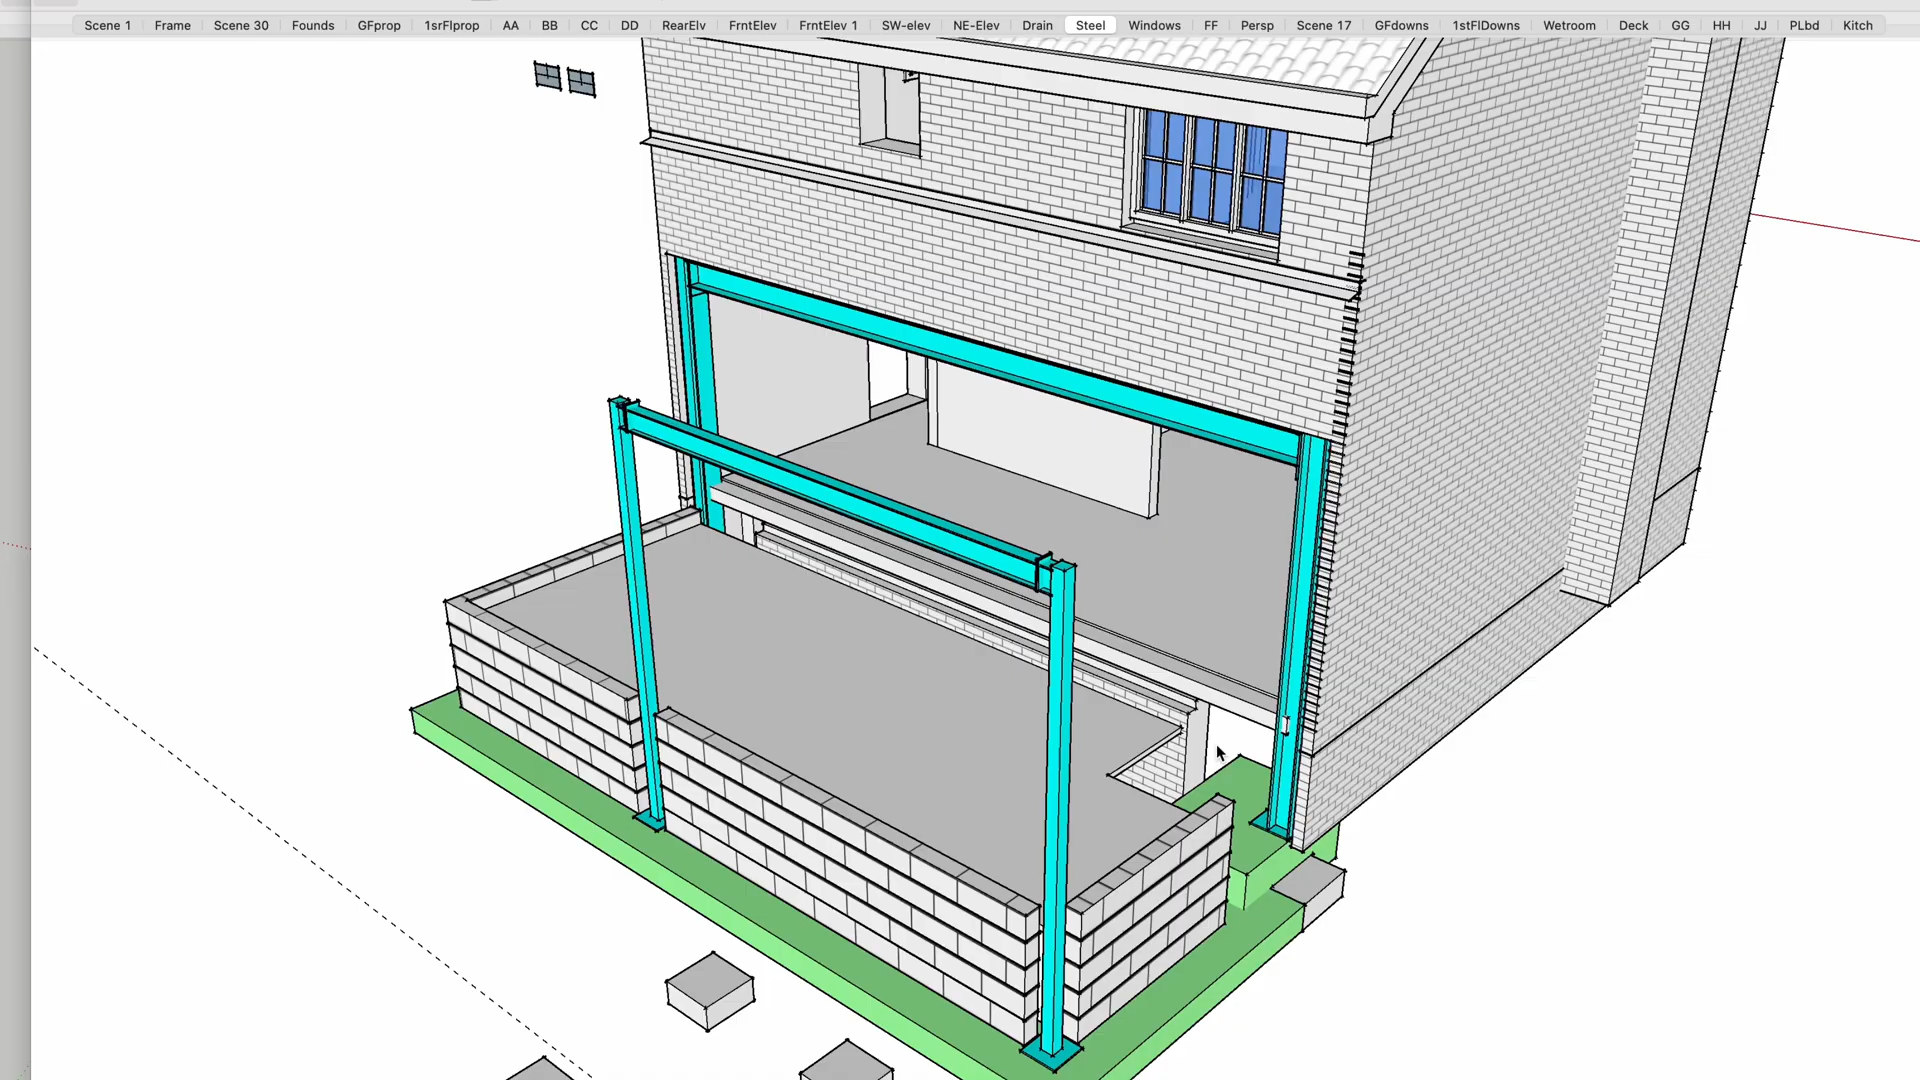 Scene 1 Frame Scene 30 Founds GFprop 1srFlprop AA BB CC DD RearElv FrntElev FrntElev 1 SW-elev NE-Elev Drain Steel Windows FF Persp Scene 17 GFdowns 1stFlDowns Wetroom Deck GG HH JJ PLbd Kitch